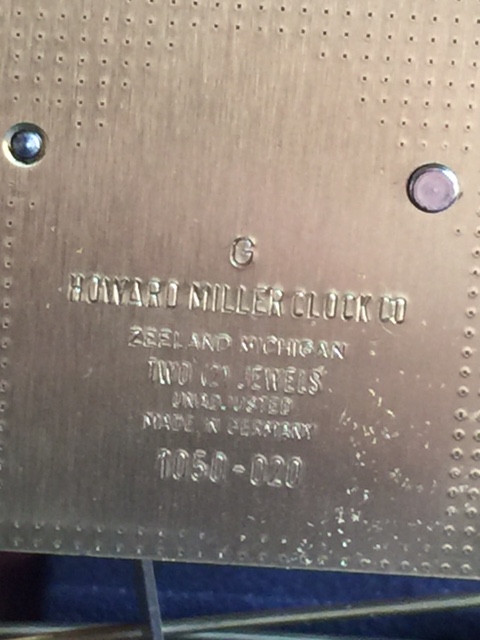 G
HOWARD MILLER CLOCK CO
ZEELAND MICHIGAN
TWO (2) JEWELS
UNADJUSTED
MADE IN GERMANY
1050-020